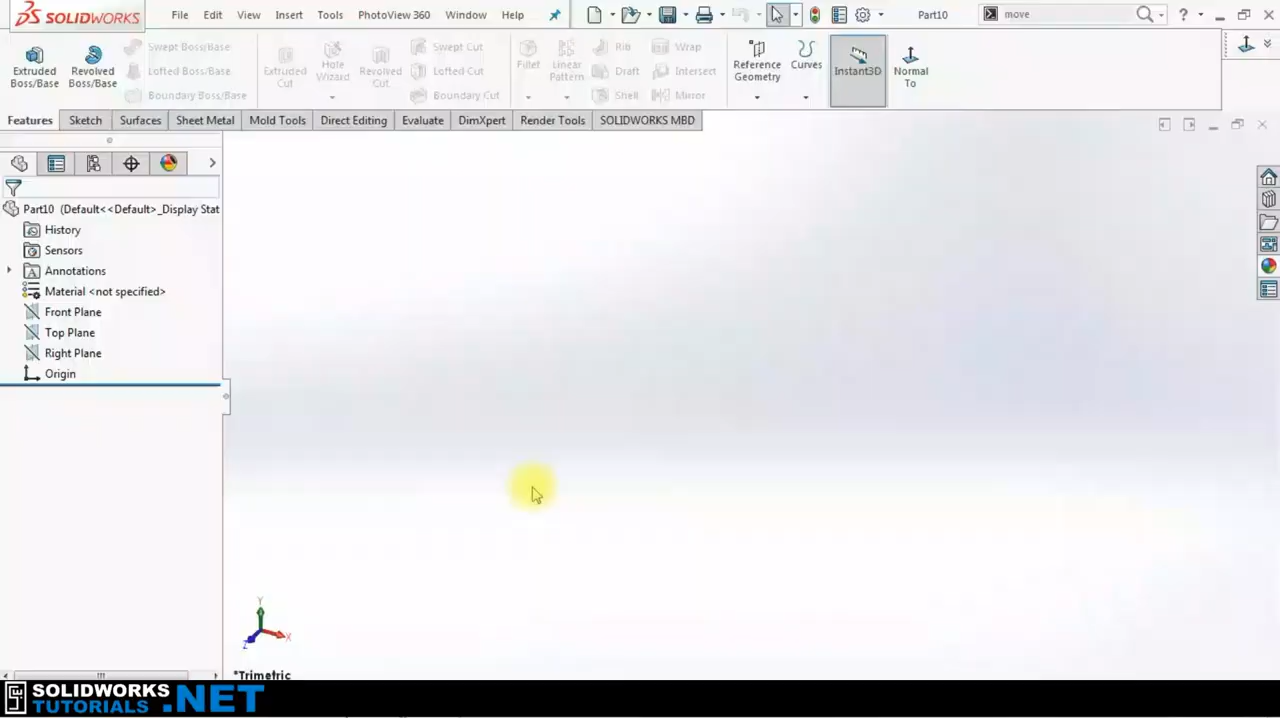 SOLIDWORKS File Edit View Insert Tools PhotoView 360 Window Help Part10 move
Extruded Boss/Base
Revolved Boss/Base
Swept Boss/Base
Lofted Boss/Base
Boundary Boss/Base
Extruded Cut
Hole Wizard
Revolved Cut
Swept Cut
Lofted Cut
Boundary Cut
Fillet
Linear Pattern
Rib
Draft
Shell
Wrap
Intersect
Mirror
Reference Geometry
Curves
Instant3D
Normal To
Features Sketch Surfaces Sheet Metal Mold Tools Direct Editing Evaluate DimXpert Render Tools SOLIDWORKS MBD
Part10 (Default<<Default>_Display Stat
History
Sensors
Annotations
Material <not specified>
Front Plane
Top Plane
Right Plane
Origin
Y
X
Z
*Trimetric
SOLIDWORKS
TUTORIALS .NET